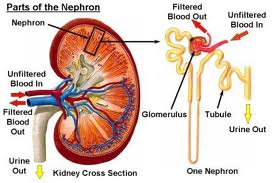 Parts of the Nephron
Nephron
Unfiltered
Blood In
Filtered
Blood
Out
Urine
Out
Kidney Cross Section
Filtered
Blood Out
Unfiltered
Blood In
Glomerulus
Tubule
Urine Out
One Nephron